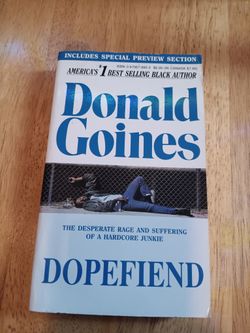 INCLUDES SPECIAL PREVIEW SECTION
AMERICA'S #1 BEST SELLING BLACK AUTHOR
Donald
Goines
THE DESPERATE RAGE AND SUFFERING
OF A HARDCORE JUNKIE
DOPEFIEND